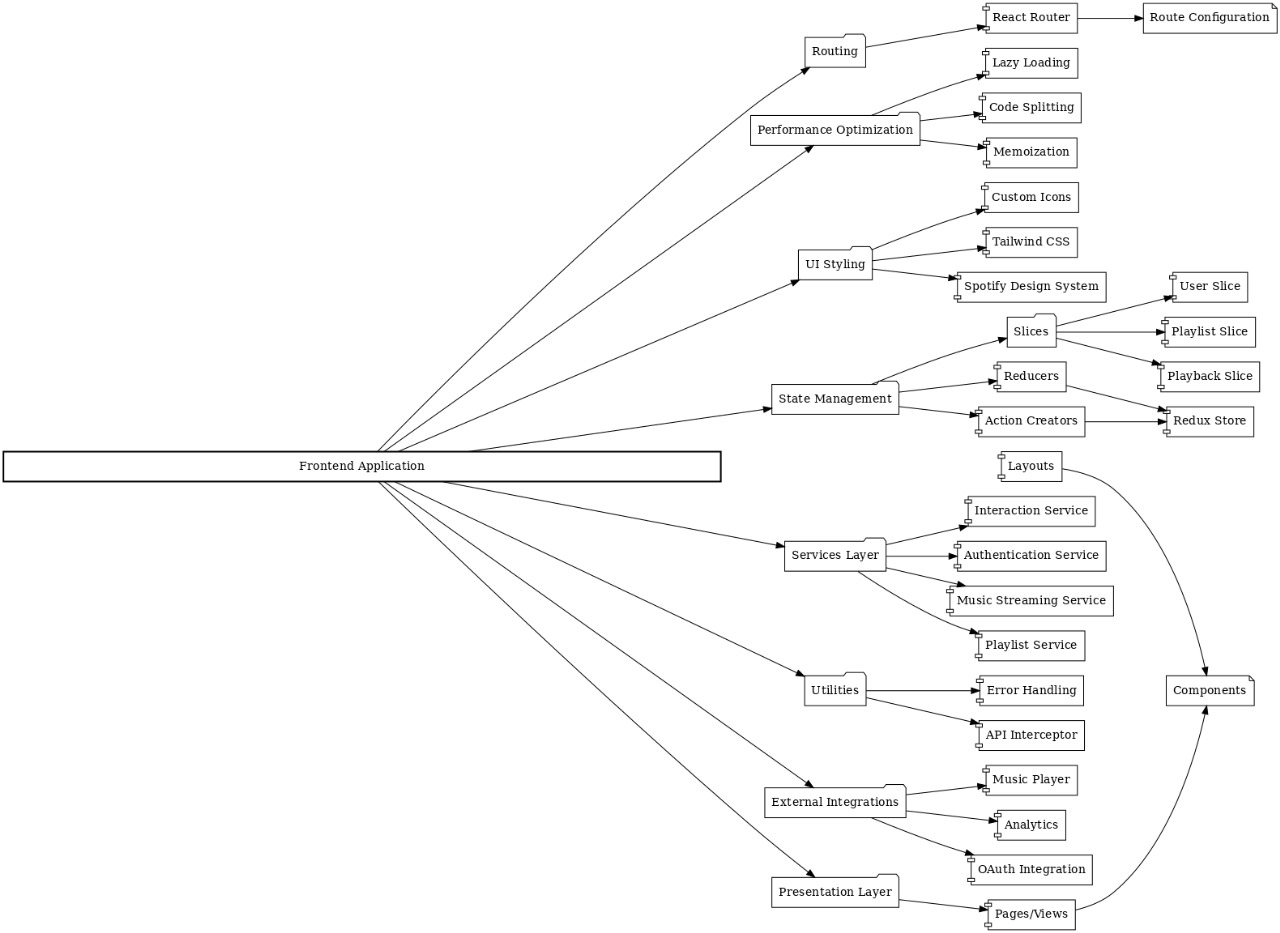 React Router
Route Configuration
Routing
Lazy Loading
Code Splitting
Performance Optimization
Memoization
Custom Icons
Tailwind CSS
UI Styling
Spotify Design System
User Slice
Slices
Playlist Slice
Reducers
Playback Slice
State Management
Action Creators
Redux Store
Frontend Application
Layouts
Interaction Service
Services Layer
Authentication Service
Music Streaming Service
Playlist Service
Utilities
Error Handling
Components
API Interceptor
Music Player
External Integrations
Analytics
OAuth Integration
Presentation Layer
Pages/Views